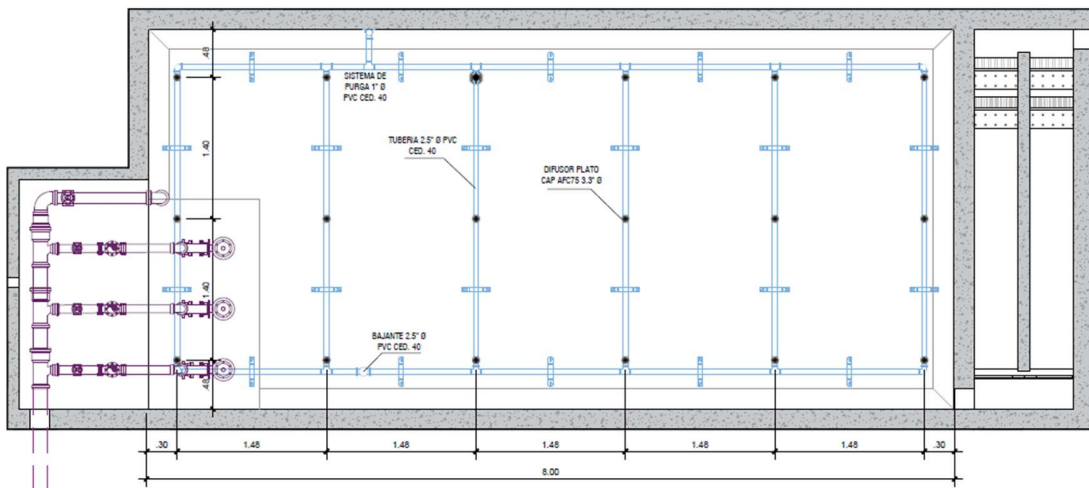 .48
SISTEMA DE
PURGA 1" Ø
PVC CED. 40
1.40
TUBERIA 2.5" Ø PVC
CED. 40
DIFUSOR PLATO
CAP AFC75 3.3" Ø
1.40
BAJANTE 2.5" Ø
PVC CED. 40
.48
.30
1.48
1.48
1.48
1.48
1.48
.30
8.00